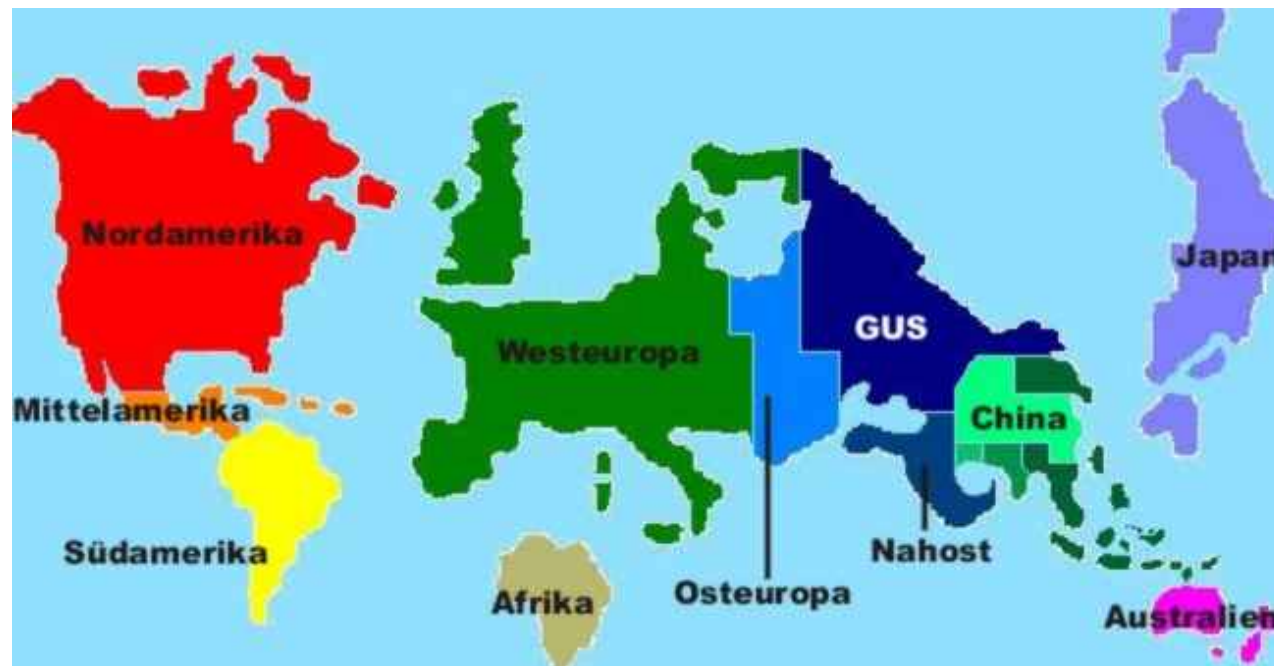 Nordamerika
Japan
GUS
Westeuropa
Mittelamerika
China
Südamerika
Nahost
Osteuropa
Afrika
Australien